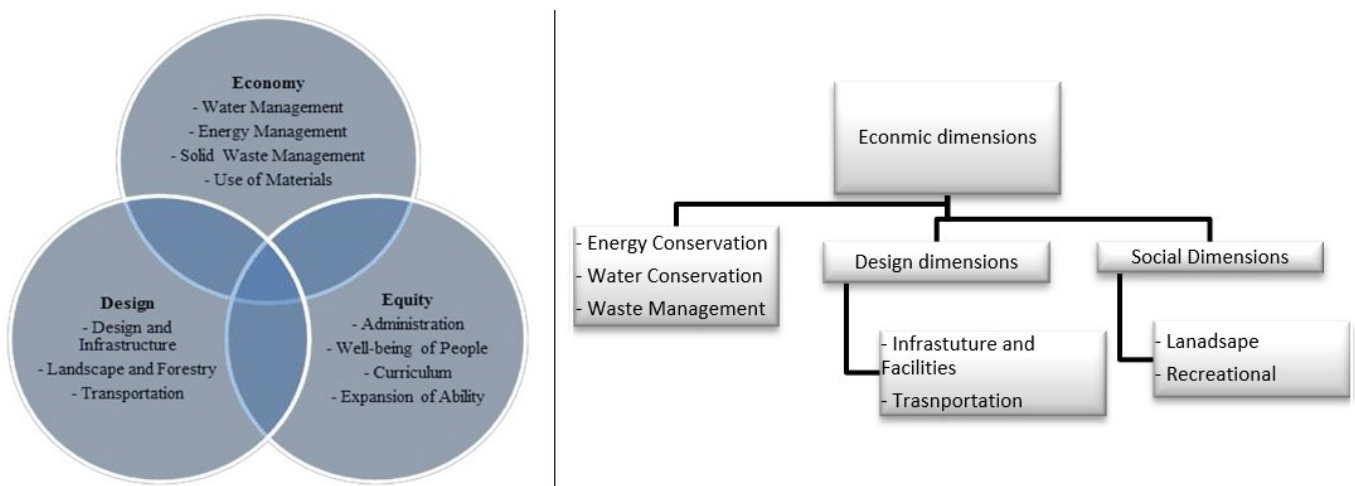 Economy
- Water Management
- Energy Management
- Solid Waste Management
- Use of Materials
Design
- Design and
Infrastructure
- Landscape and Forestry
- Transportation
Equity
- Administration
- Well-being of People
- Curriculum
- Expansion of Ability
Econmic dimensions
- Energy Conservation
- Water Conservation
- Waste Management
Design dimensions
- Infrastuture and
Facilities
- Trasnportation
Social Dimensions
- Lanadsape
- Recreational